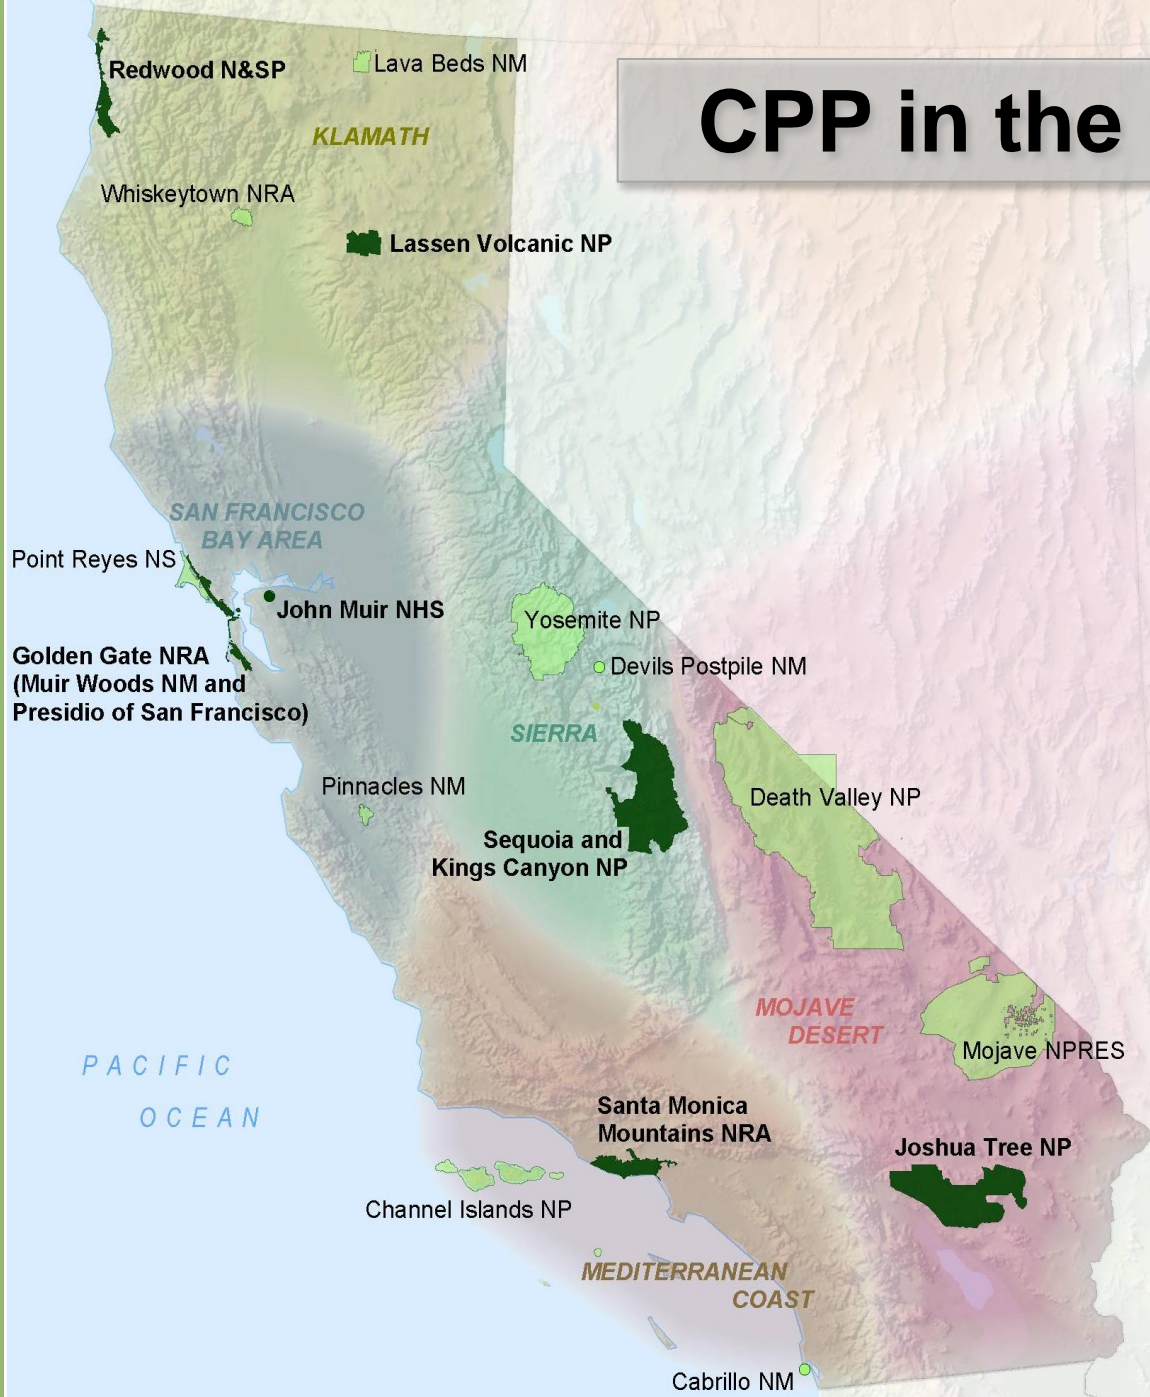 CPP in the
Redwood N&SP
Lava Beds NM
KLAMATH
Whiskeytown NRA
Lassen Volcanic NP
SAN FRANCISCO
BAY AREA
Point Reyes NS
John Muir NHS
Golden Gate NRA
(Muir Woods NM and
Presidio of San Francisco)
Yosemite NP
Devils Postpile NM
SIERRA
Pinnacles NM
Death Valley NP
Sequoia and
Kings Canyon NP
MOJAVE
DESERT
Mojave NPRES
PACIFIC
OCEAN
Santa Monica
Mountains NRA
Joshua Tree NP
Channel Islands NP
MEDITERRANEAN
COAST
Cabrillo NM